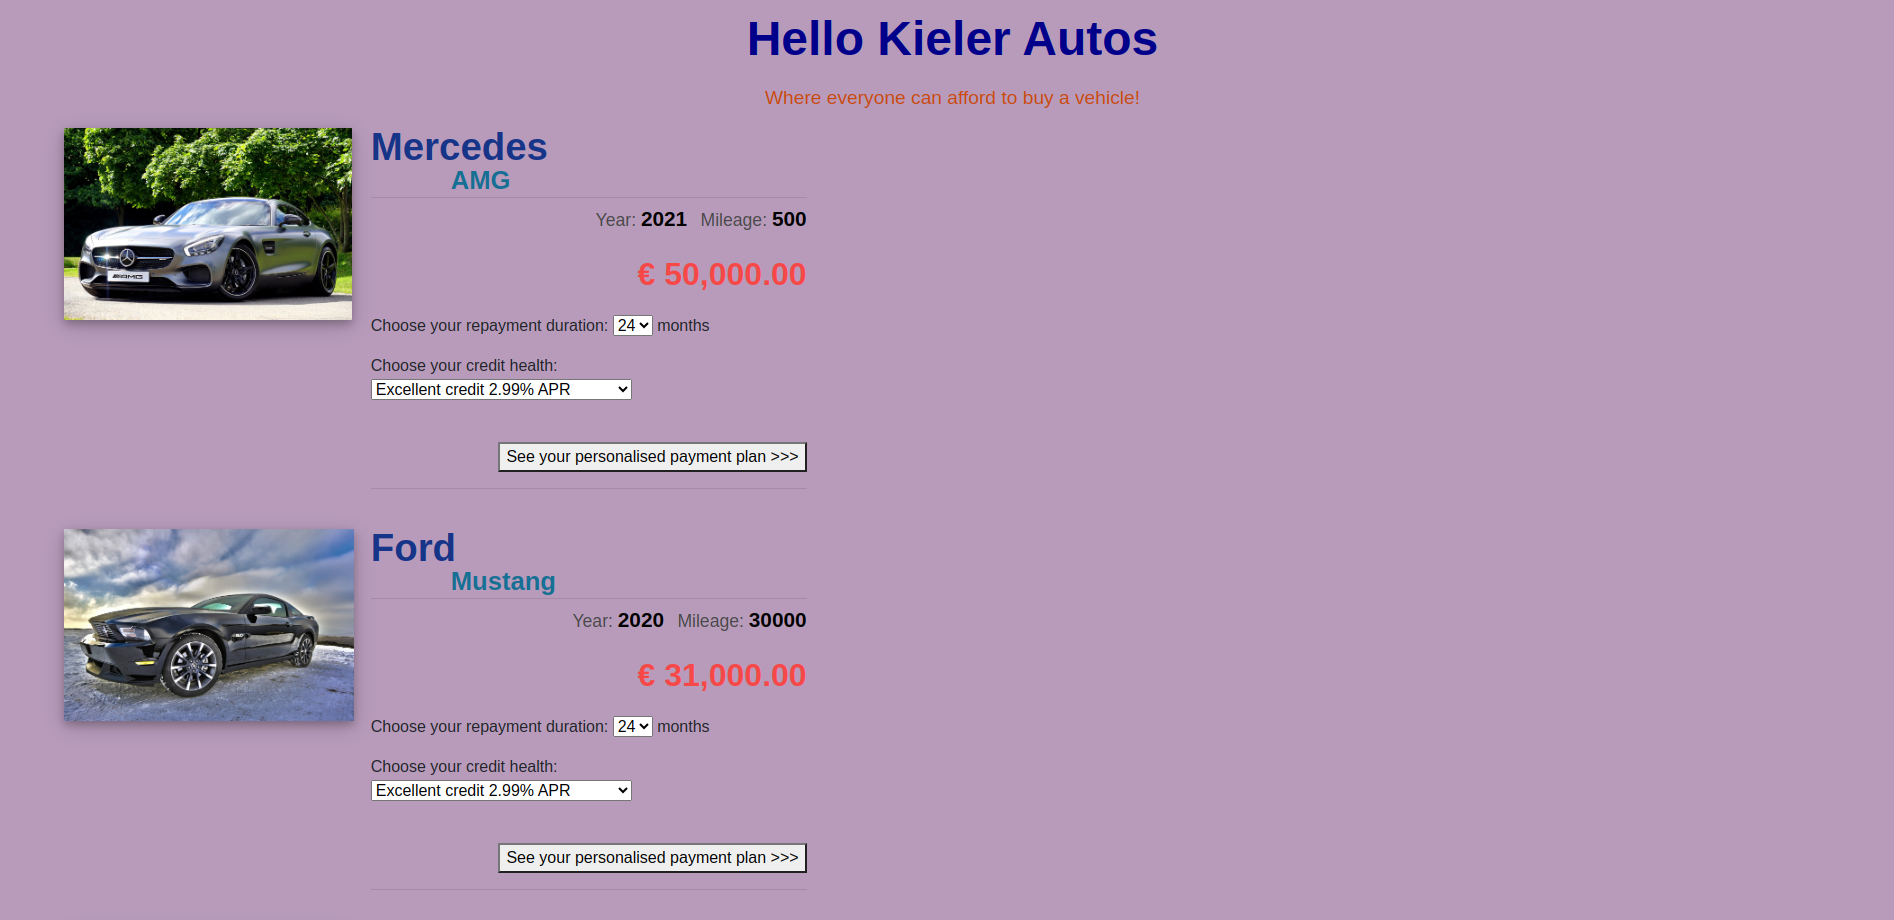 Hello Kieler Autos
Where everyone can afford to buy a vehicle!
Mercedes
AMG
Year: 2021 Mileage: 500
€ 50,000.00
Choose your repayment duration: 24 months
Choose your credit health:
Excellent credit 2.99% APR
See your personalised payment plan >>>
AMG
Ford
Mustang
Year: 2020 Mileage: 30000
€ 31,000.00
Choose your repayment duration: 24 months
Choose your credit health:
Excellent credit 2.99% APR
See your personalised payment plan >>>